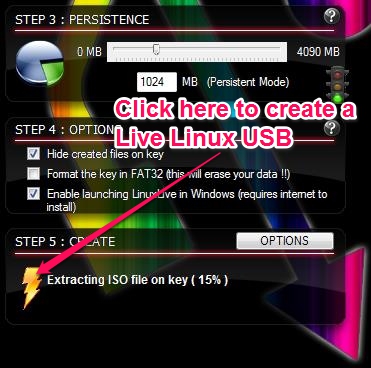 STEP 3 : PERSISTENCE
?
0 MB
4090 MB
1024 MB (Persistent Mode)
Click here to create a
Live Linux USB
STEP 4 : OPTION
Hide created files on key
Format the key in FAT32 (this will erase your data !!)
Enable launching LinuxLive in Windows (requires internet to
install)
STEP 5 : CREATE
OPTIONS
Extracting ISO file on key ( 15% )